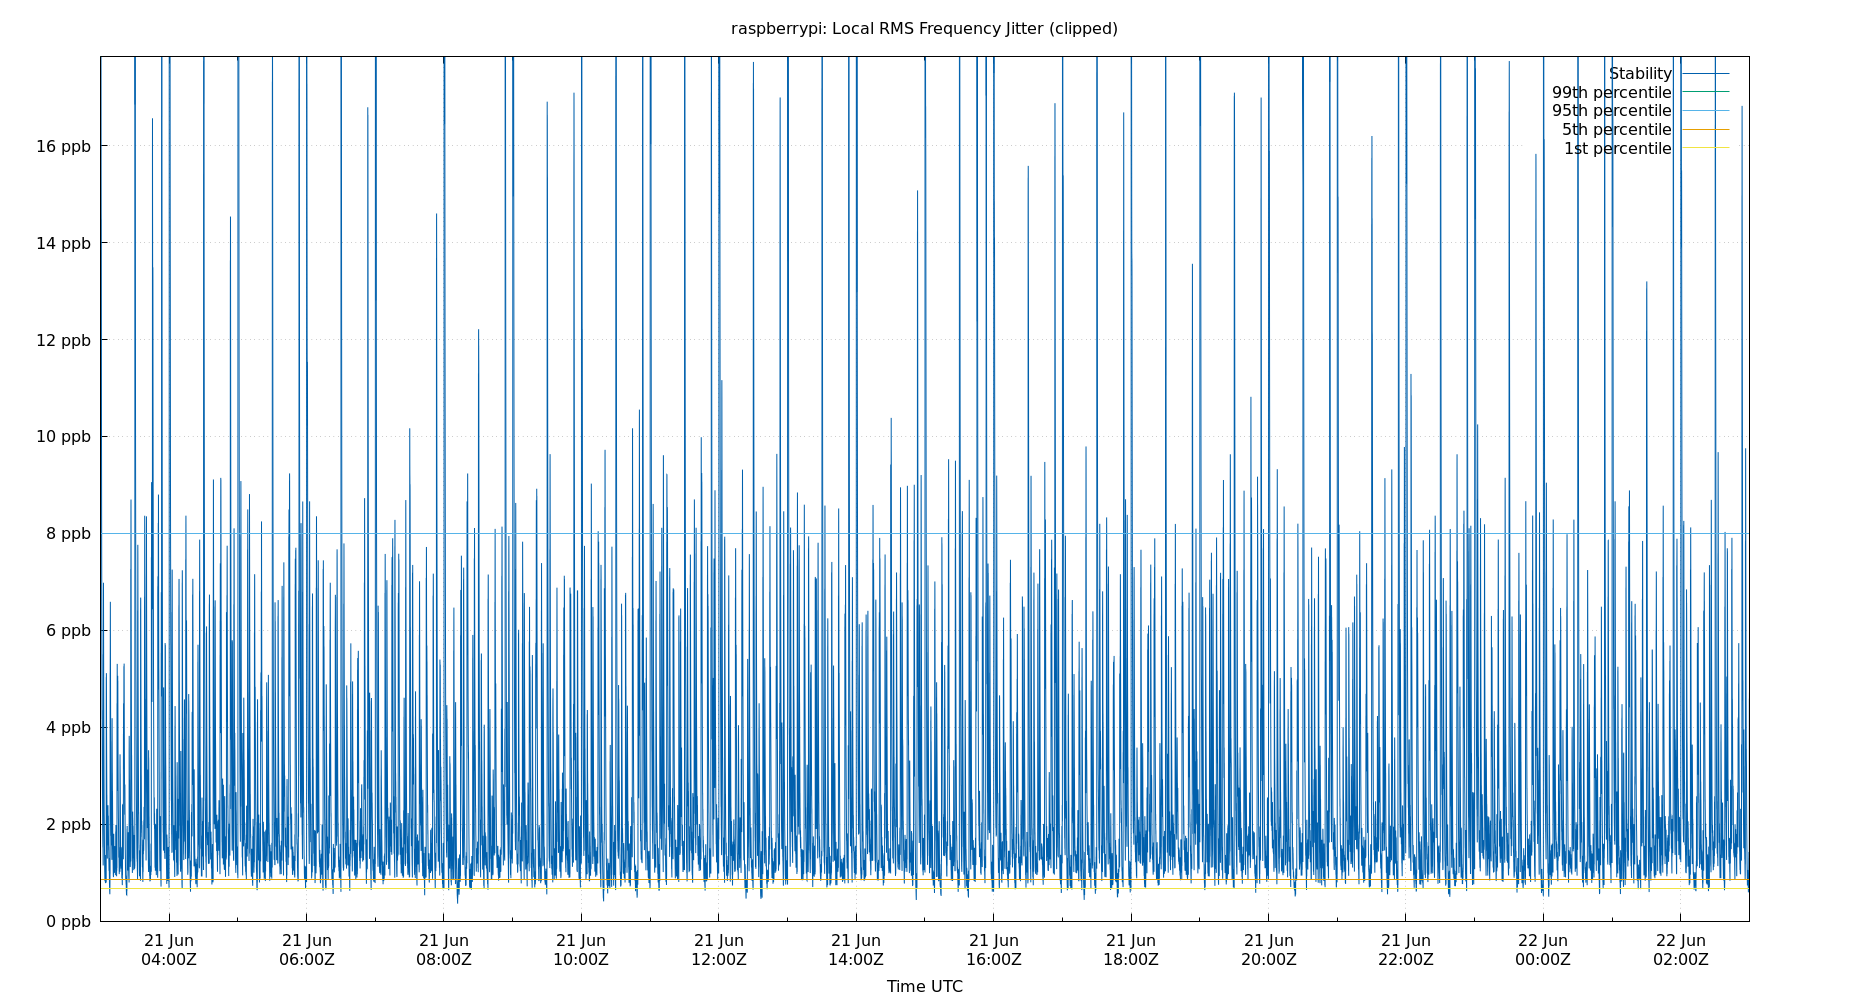 raspberrypi: Local RMS Frequency Jitter (clipped)
Stability
99th percentile
95th percentile
5th percentile
1st percentile
16 ppb
14 ppb
12 ppb
10 ppb
8 ppb
6 ppb
4 ppb
2 ppb
0 ppb
21 Jun 21 Jun 21 Jun 21 Jun 21 Jun 21 Jun 21 Jun 21 Jun 21 Jun 21 Jun 22 Jun 22 Jun
04:00Z 06:00Z 08:00Z 10:00Z 12:00Z 14:00Z 16:00Z 18:00Z 20:00Z 22:00Z 00:00Z 02:00Z
Time UTC